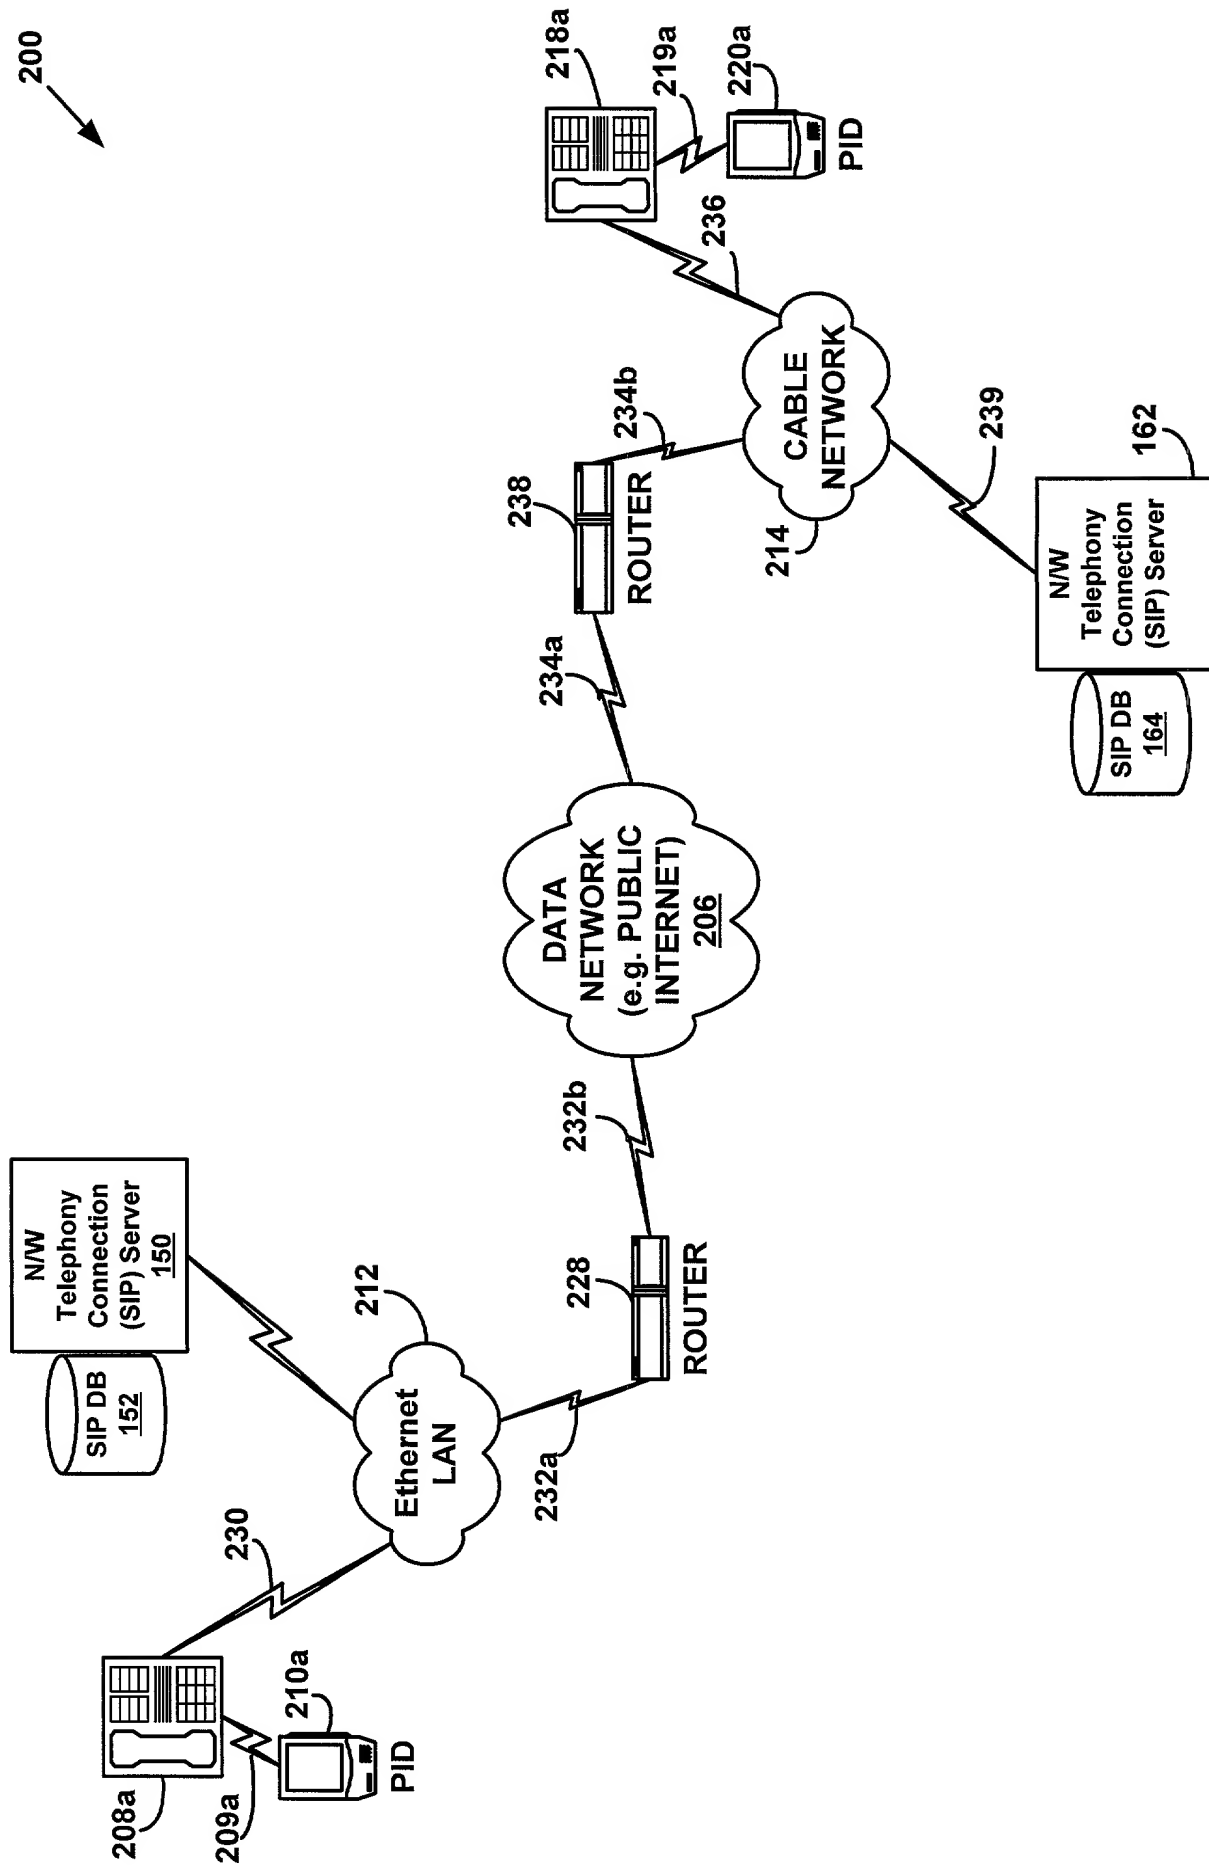 200
N/W
Telephony
Connection
(SIP) Server
150
SIP DB
152
208a
209a
210a
PID
230
Ethernet
LAN
212
232a
228
ROUTER
232b
DATA
NETWORK
(e.g. PUBLIC
INTERNET)
206
234a
238
ROUTER
234b
CABLE
NETWORK
214
236
218a
219a
220a
PID
239
N/W
Telephony
Connection
(SIP) Server
162
SIP DB
164